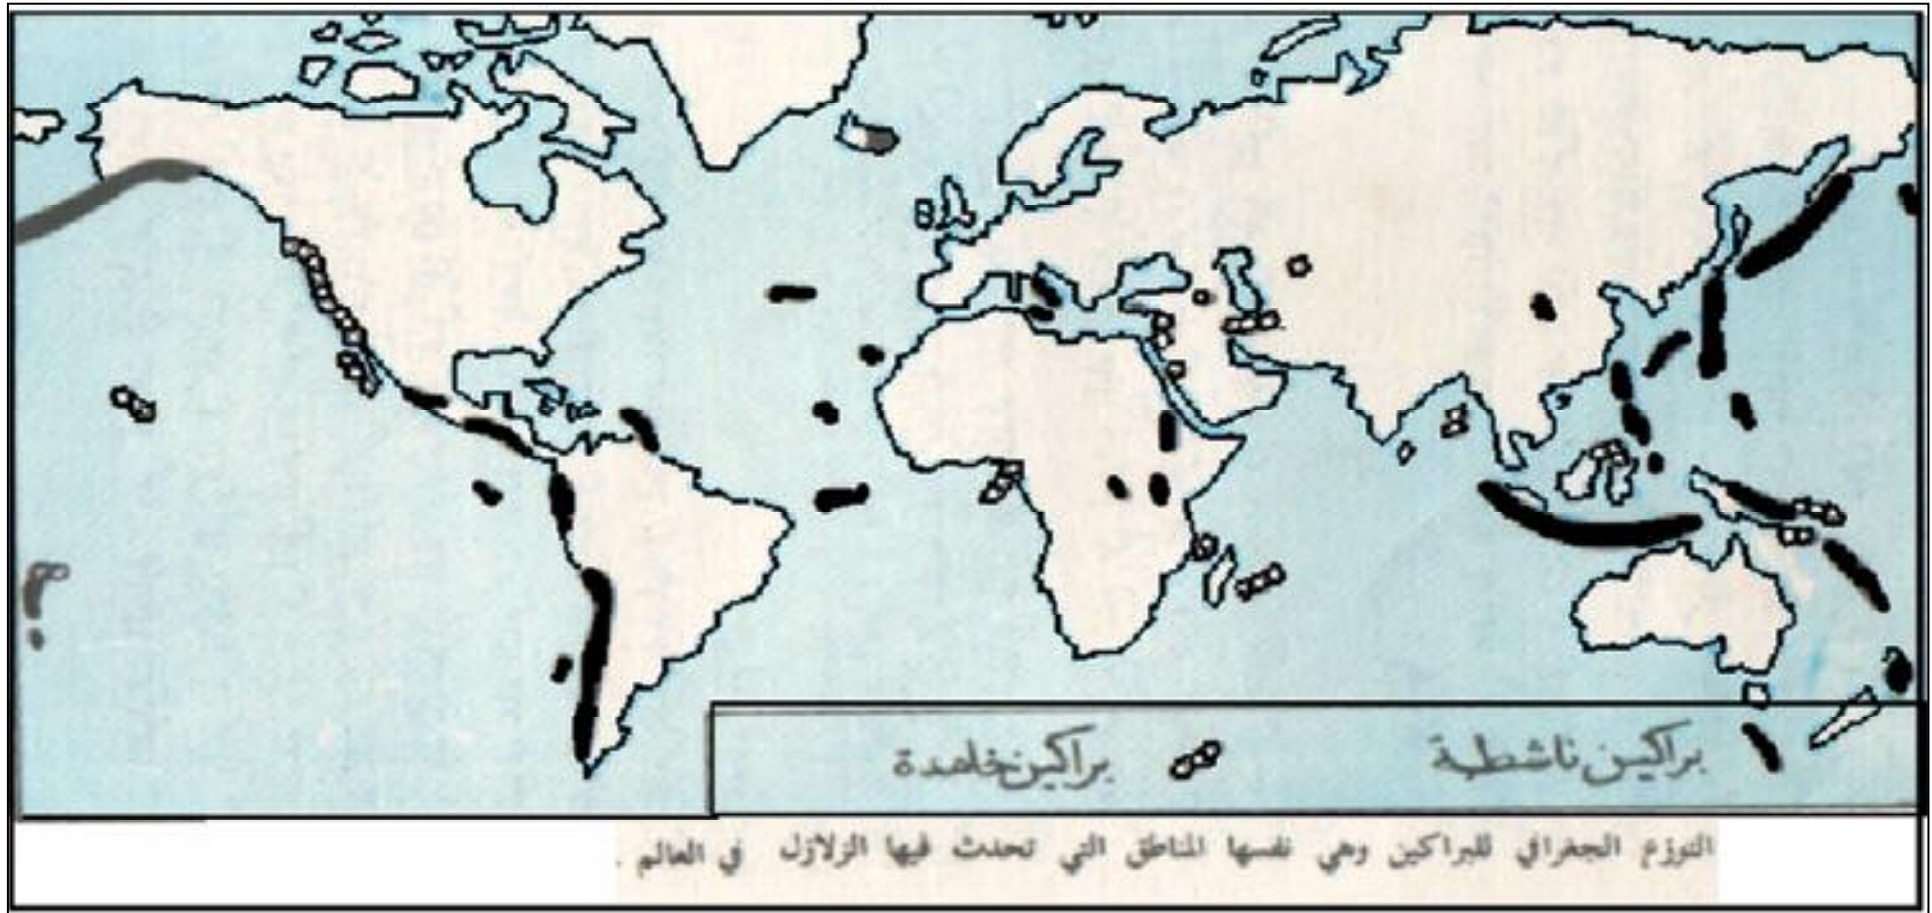 براكين ناشطة
براكين خامدة
التوزع الجغرافي للبراكين وهي نفسها المناطق التي تحدث فيها الزلازل في العالم .